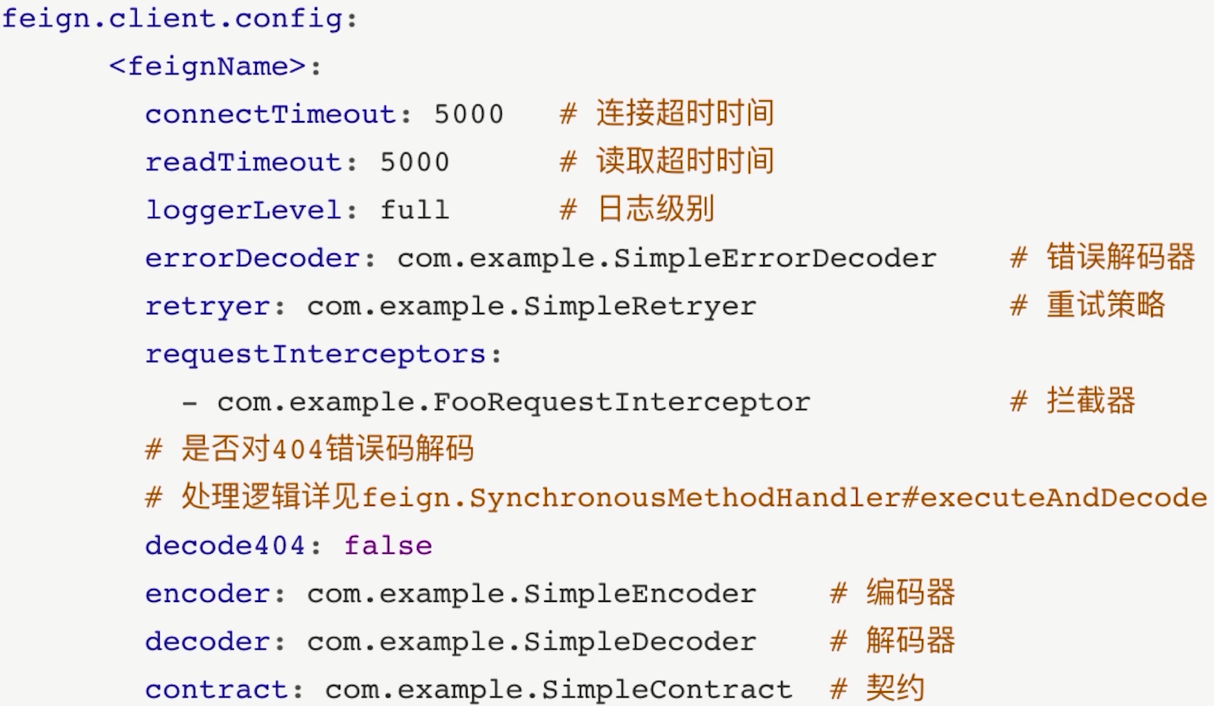 feign.client.config:
<feignName>:
connectTimeout: 5000 # 连接超时时间
readTimeout: 5000 # 读取超时时间
loggerLevel: full # 日志级别
errorDecoder: com.example.SimpleErrorDecoder # 错误解码器
retryer: com.example.SimpleRetryer # 重试策略
requestInterceptors:
- com.example.FooRequestInterceptor # 拦截器
# 是否对404错误码解码
# 处理逻辑详见feign.SynchronousMethodHandler#executeAndDecode
decode404: false
encoder: com.example.SimpleEncoder # 编码器
decoder: com.example.SimpleDecoder # 解码器
contract: com.example.SimpleContract # 契约